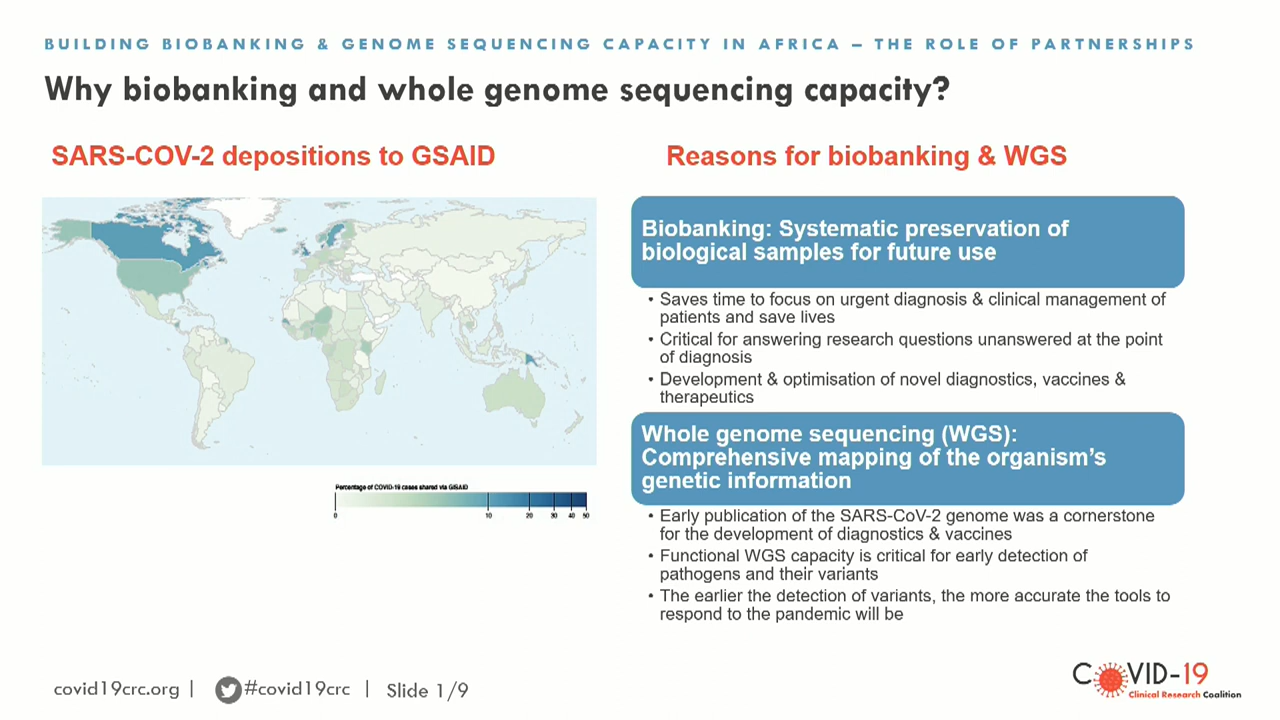 BUILDING BIOBANKING & GENOME SEQUENCING CAPACITY IN AFRICA – THE ROLE OF PARTNERSHIPS
Why biobanking and whole genome sequencing capacity?
SARS-COV-2 depositions to GSAID
Percentage of COVID-19 cases shared via GISAID
0 10 20 30 40 50
Reasons for biobanking & WGS
Biobanking: Systematic preservation of
biological samples for future use
• Saves time to focus on urgent diagnosis & clinical management of
patients and save lives
• Critical for answering research questions unanswered at the point
of diagnosis
• Development & optimisation of novel diagnostics, vaccines &
therapeutics
Whole genome sequencing (WGS):
Comprehensive mapping of the organism’s
genetic information
• Early publication of the SARS-CoV-2 genome was a cornerstone
for the development of diagnostics & vaccines
• Functional WGS capacity is critical for early detection of
pathogens and their variants
• The earlier the detection of variants, the more accurate the tools to
respond to the pandemic will be
covid19crc.org | #covid19crc | Slide 1/9
COVID-19
Clinical Research Coalition